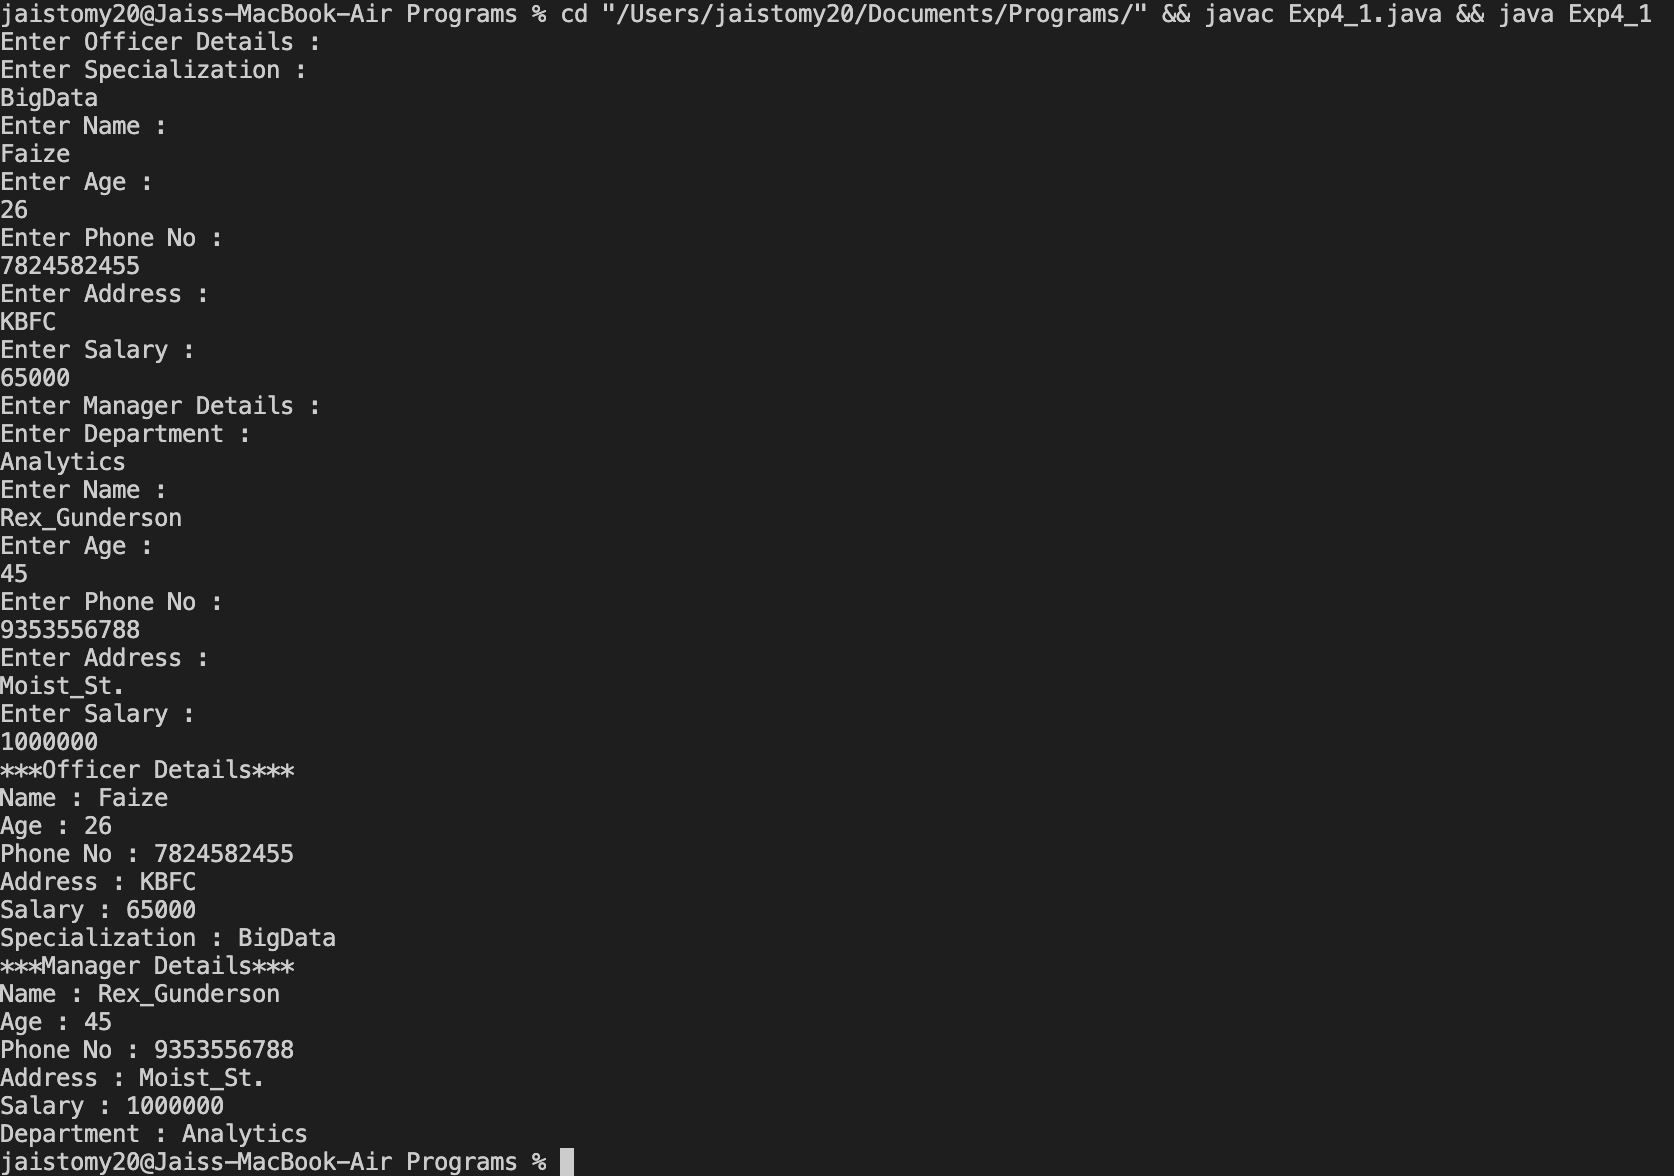 jaistomy20@Jaiss-MacBook-Air Programs % cd "/Users/jaistomy20/Documents/Programs/" && javac Exp4_1.java && java Exp4_1
Enter Officer Details :
Enter Specialization :
BigData
Enter Name :
Faize
Enter Age :
26
Enter Phone No :
7824582455
Enter Address :
KBFC
Enter Salary :
65000
Enter Manager Details :
Enter Department :
Analytics
Enter Name :
Rex_Gunderson
Enter Age :
45
Enter Phone No :
9353556788
Enter Address :
Moist_St.
Enter Salary :
1000000
***Officer Details***
Name : Faize
Age : 26
Phone No : 7824582455
Address : KBFC
Salary : 65000
Specialization : BigData
***Manager Details***
Name : Rex_Gunderson
Age : 45
Phone No : 9353556788
Address : Moist_St.
Salary : 1000000
Department : Analytics
jaistomy20@Jaiss-MacBook-Air Programs %